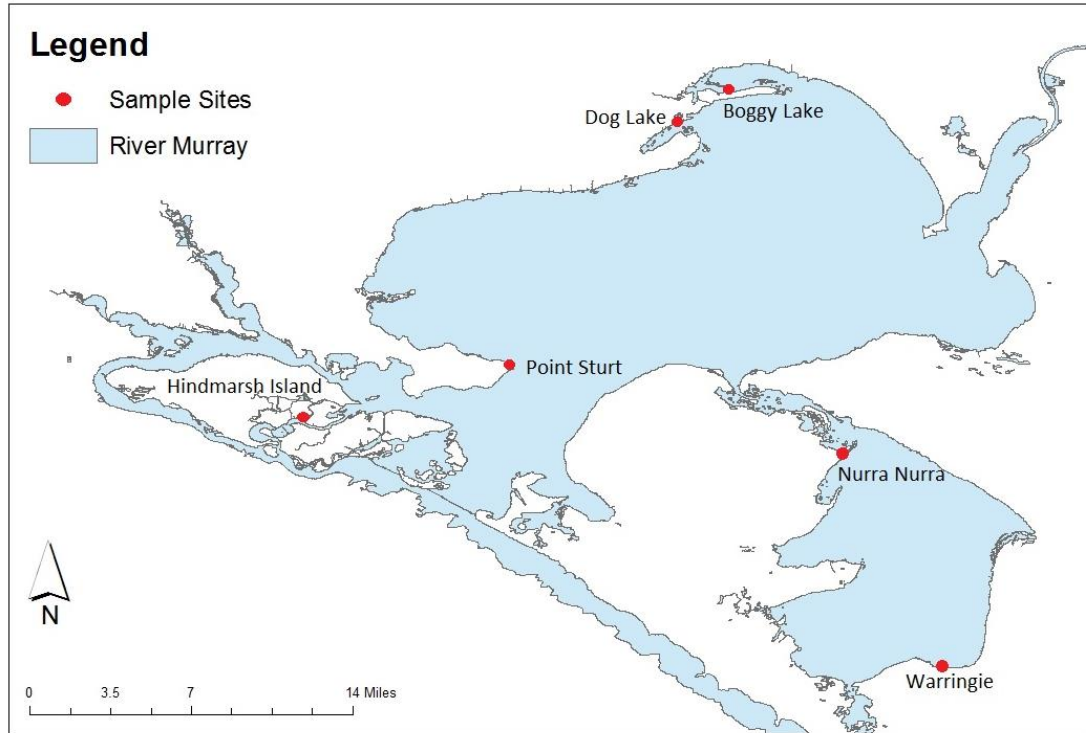 Legend
Sample Sites
River Murray
Boggy Lake
Dog Lake
Point Sturt
Hindmarsh Island
Nurra Nurra
Warringie
N
0 3.5 7 14 Miles